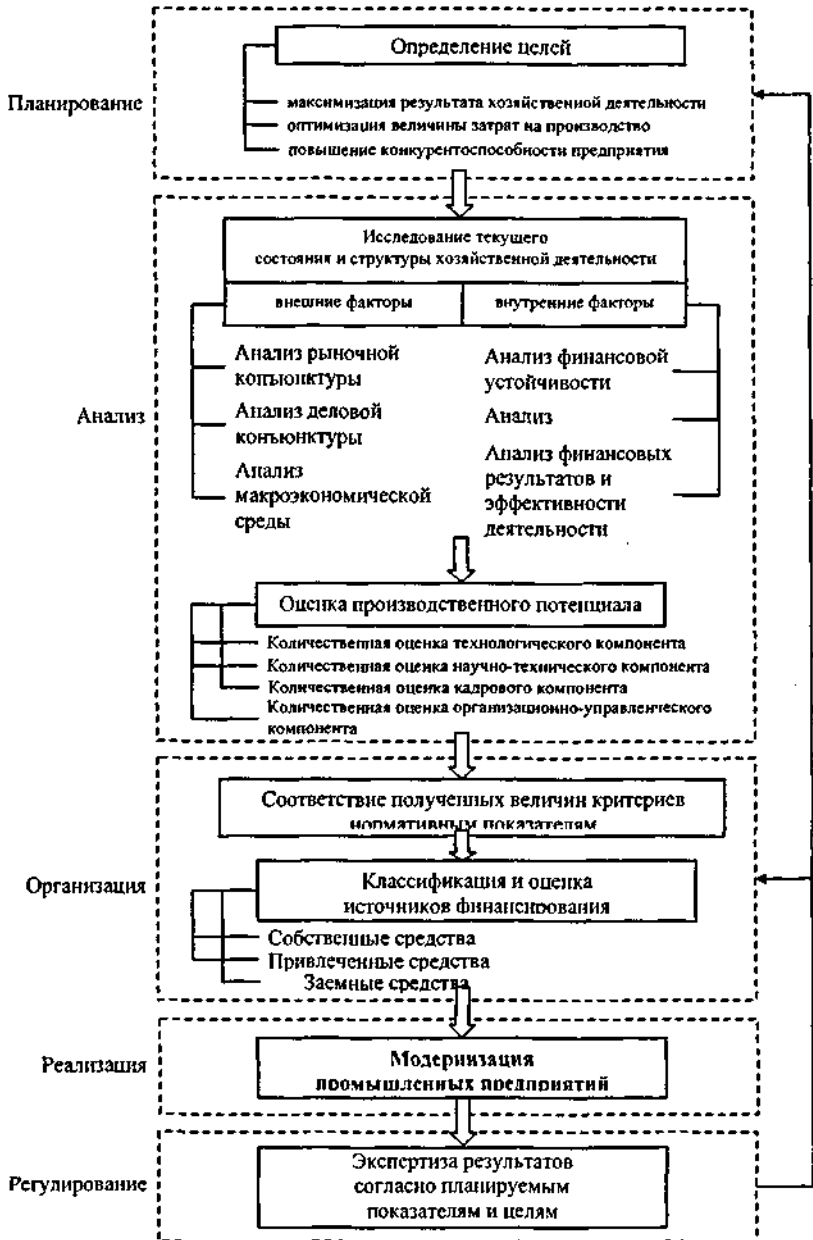 Определение целей
Планирование
максимизация результата хозяйственной деятельности
оптимизация величины затрат на производство
повышение конкурентоспособности предприятия
Исследование текущего
состояния и структуры хозяйственной деятельности
внешние факторы
внутренние факторы
Анализ
Анализ рыночной
конъюнктуры
Анализ деловой
конъюнктуры
Анализ
макроэкономической
среды
Анализ финансовой
устойчивости
Анализ
Анализ финансовых
результатов и
эффективности
деятельности
Оценка производственного потенциала
Количественная оценка технологического компонента
Количественная оценка научно-технического компонента
Количественная оценка кадрового компонента
Количественная оценка организационно-управленческого
компонента
Соответствие полученных величин критериев
нормативным показателям
Организация
Классификация и оценка
источников финансирования
Собственные средства
Привлеченные средства
Заемные средства
Реализация
Модернизация
промышленных предприятий
Регулирование
Экспертиза результатов
согласно планируемым
показателям и целям